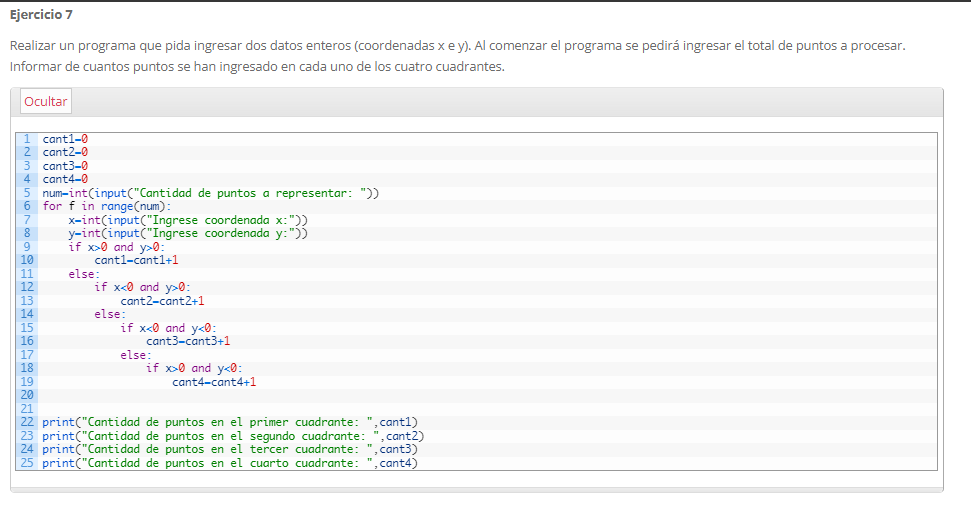 Ejercicio 7
Realizar un programa que pida ingresar dos datos enteros (coordenadas x e y). Al comenzar el programa se pedirá ingresar el total de puntos a procesar.
Informar de cuantos puntos se han ingresado en cada uno de los cuatro cuadrantes.
Ocultar
1 cant1=0
2 cant2=0
3 cant3=0
4 cant4=0
5 num=int(input("Cantidad de puntos a representar: "))
6 for f in range(num):
7     x=int(input("Ingrese coordenada x:"))
8     y=int(input("Ingrese coordenada y:"))
9     if x>0 and y>0:
10         cant1=cant1+1
11     else:
12         if x<0 and y>0:
13             cant2=cant2+1
14         else:
15             if x<0 and y<0:
16                 cant3=cant3+1
17             else:
18                 if x>0 and y<0:
19                     cant4=cant4+1
20
21
22 print("Cantidad de puntos en el primer cuadrante: ",cant1)
23 print("Cantidad de puntos en el segundo cuadrante: ",cant2)
24 print("Cantidad de puntos en el tercer cuadrante: ",cant3)
25 print("Cantidad de puntos en el cuarto cuadrante: ",cant4)